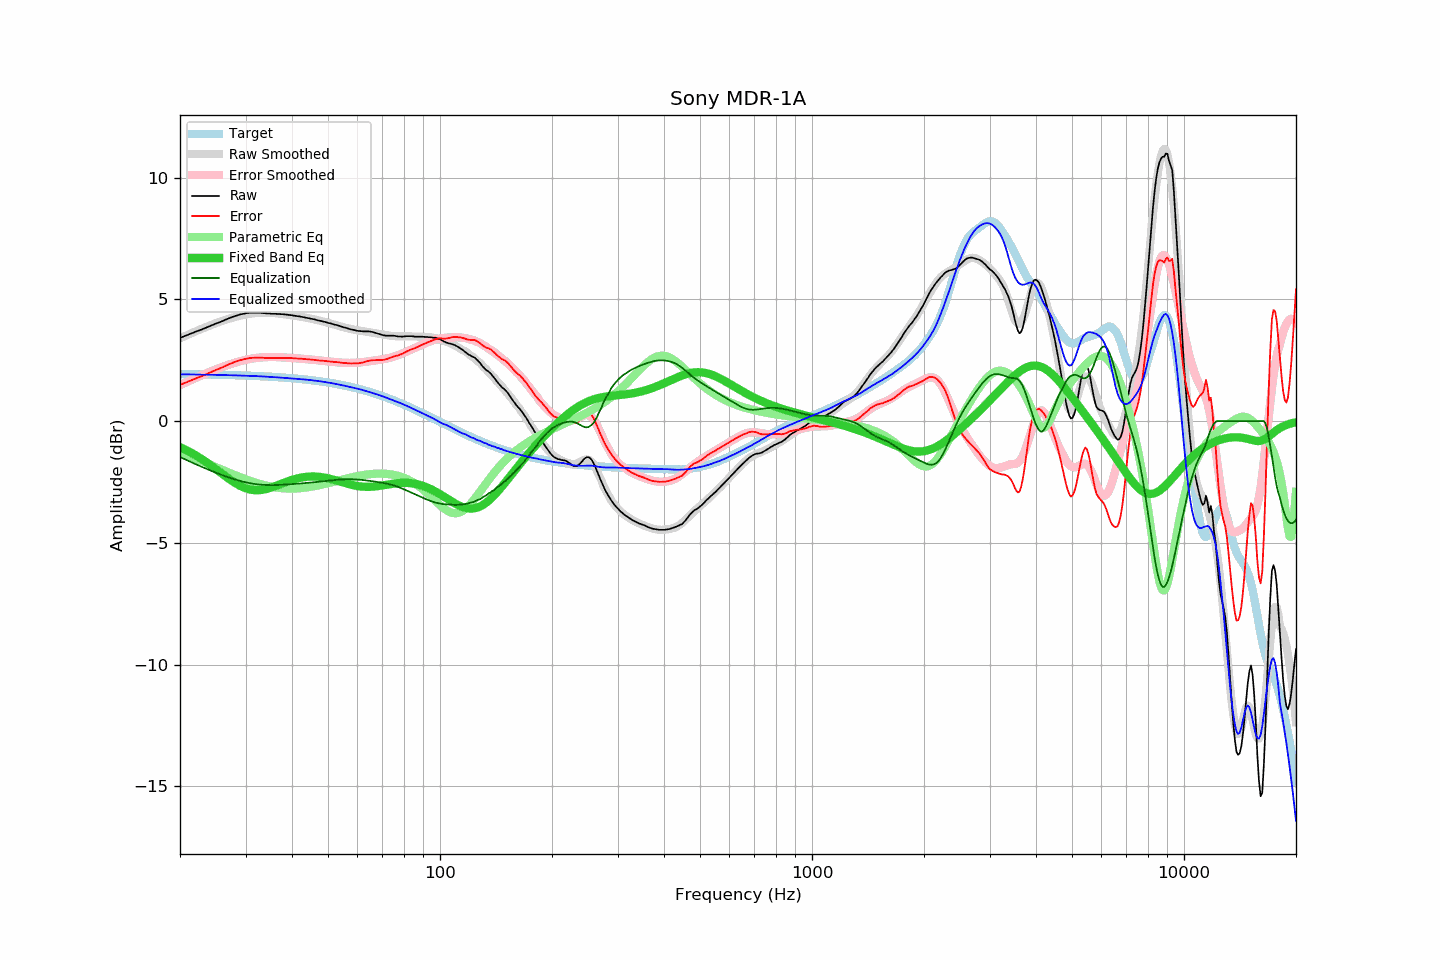 Sony MDR-1A
Target
Raw Smoothed
Error Smoothed
Raw
Error
Parametric Eq
Fixed Band Eq
Equalization
Equalized smoothed
Amplitude (dBr)
10
5
0
−5
−10
−15
100
1000
10000
Frequency (Hz)